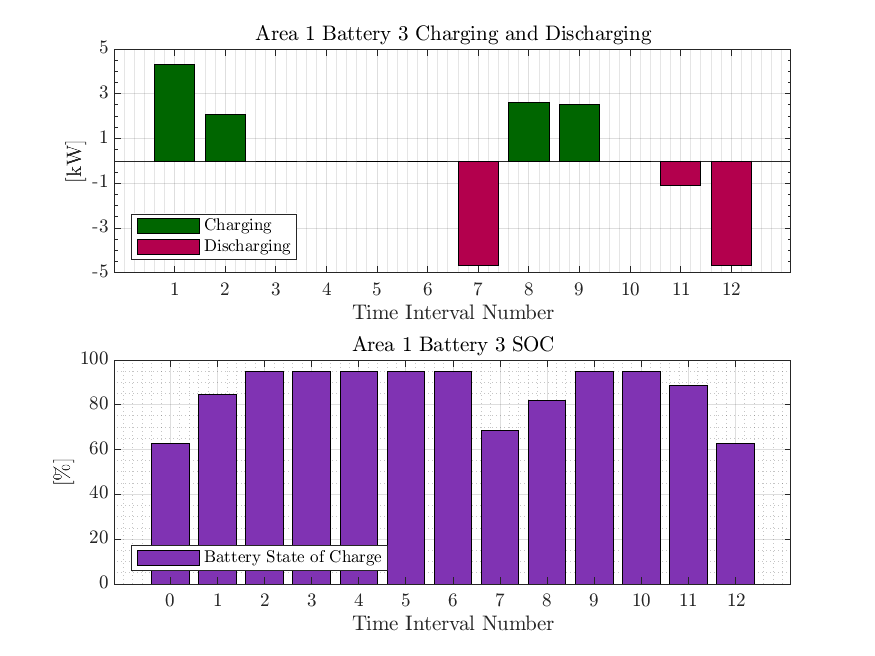 Area 1 Battery 3 Charging and Discharging
5
3
1
-1
-3
-5
[kW]
Charging
Discharging
1 2 3 4 5 6 7 8 9 10 11 12
Time Interval Number
Area 1 Battery 3 SOC
100
80
60
40
20
0
[%]
Battery State of Charge
0 1 2 3 4 5 6 7 8 9 10 11 12
Time Interval Number